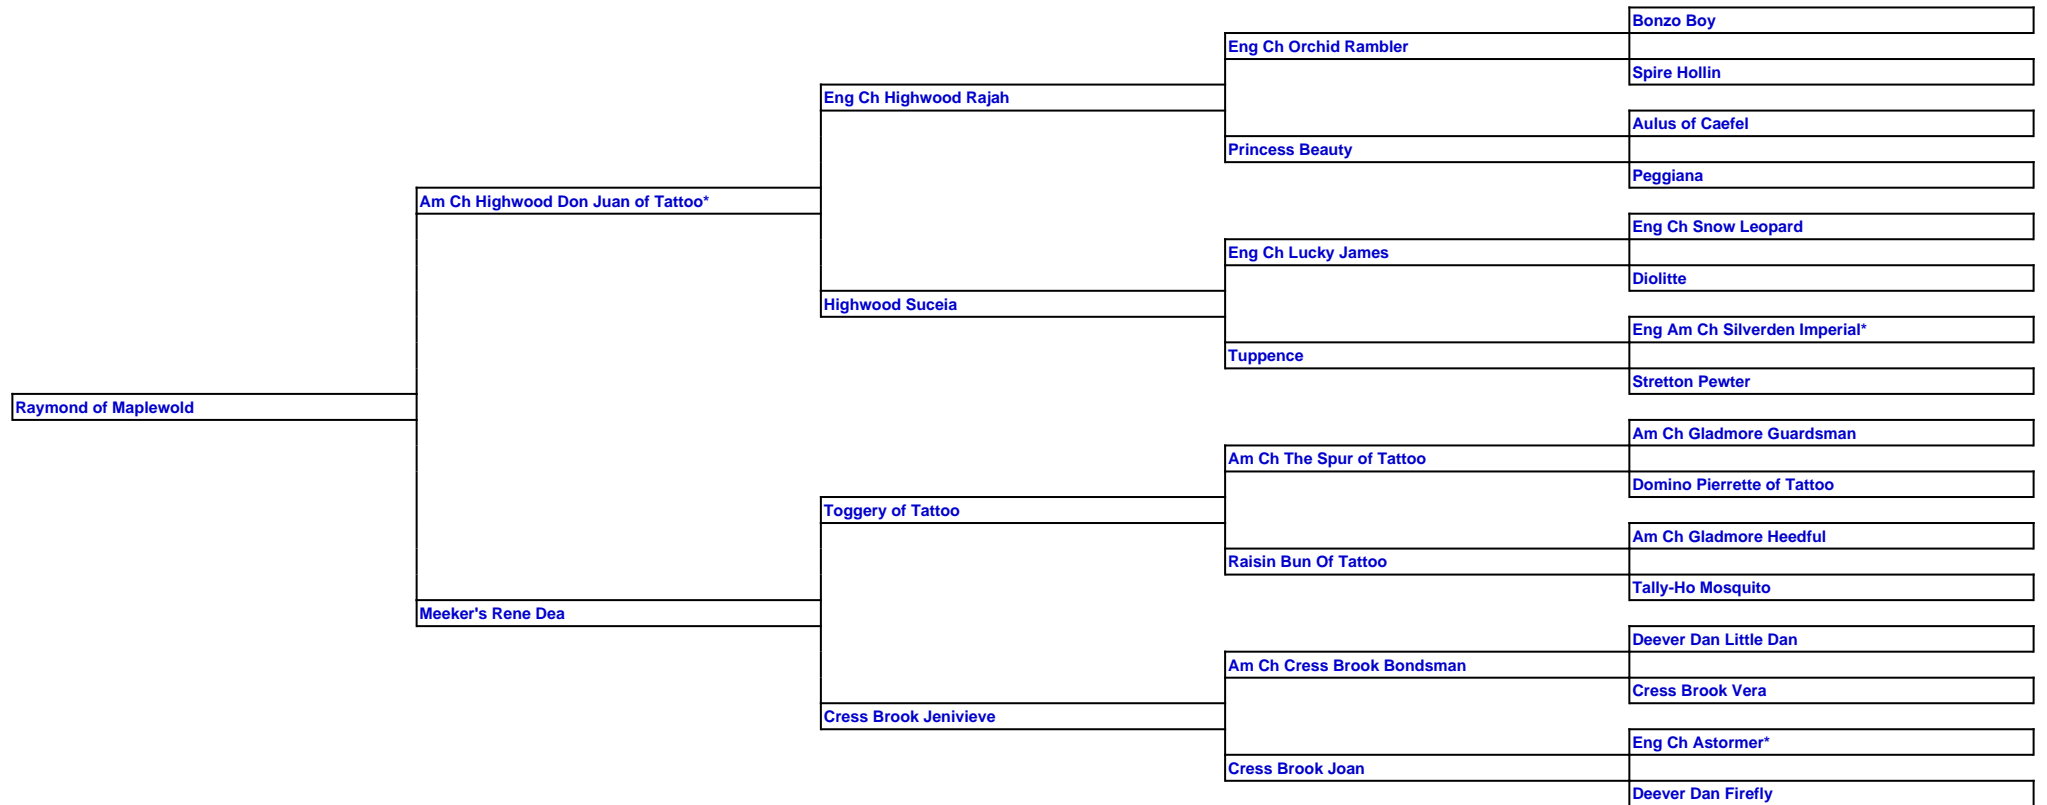 Bonzo Boy
Eng Ch Orchid Rambler
Spire Hollin
Eng Ch Highwood Rajah
Aulus of Caefel
Princess Beauty
Peggiana
Am Ch Highwood Don Juan of Tattoo*
Eng Ch Snow Leopard
Eng Ch Lucky James
Diolitte
Highwood Suceia
Eng Am Ch Silverden Imperial*
Tuppence
Stretton Pewter
Raymond of Maplewold
Am Ch Gladmore Guardsman
Am Ch The Spur of Tattoo
Domino Pierrette of Tattoo
Toggery of Tattoo
Am Ch Gladmore Heedful
Raisin Bun Of Tattoo
Tally-Ho Mosquito
Meeker's Rene Dea
Deever Dan Little Dan
Am Ch Cress Brook Bondsman
Cress Brook Vera
Cress Brook Jenivieve
Eng Ch Astormer*
Cress Brook Joan
Deever Dan Firefly